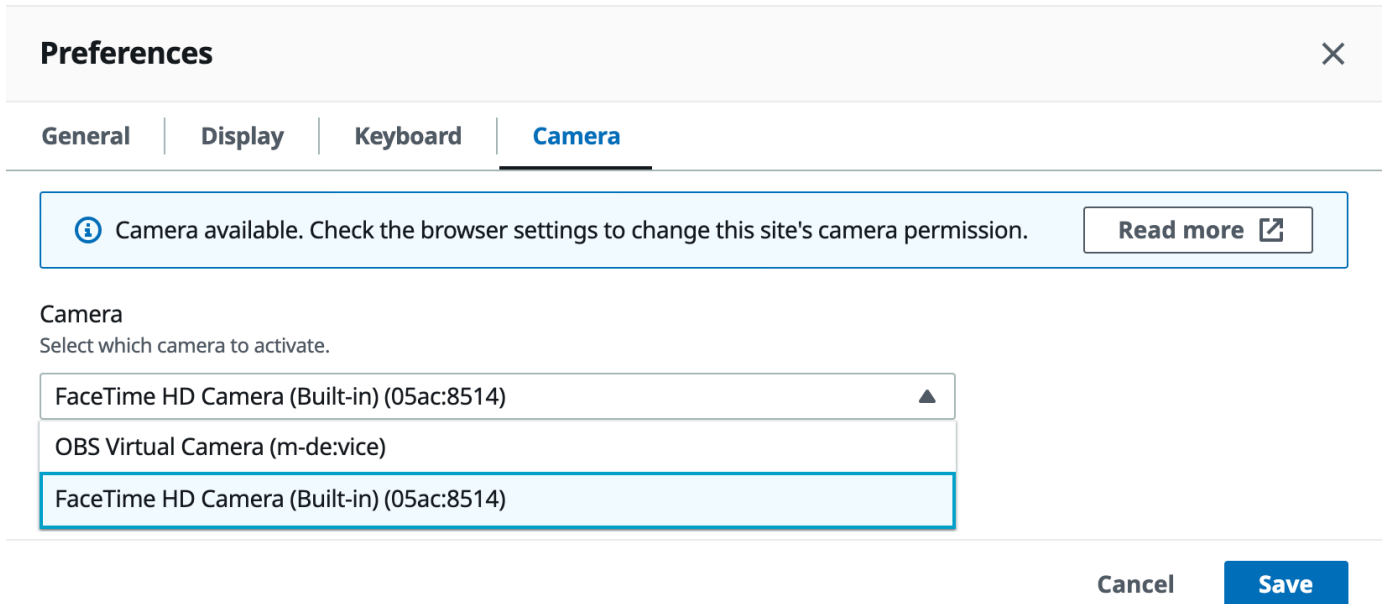 Preferences
General
Display
Keyboard
Camera
Camera available. Check the browser settings to change this site's camera permission.
Read more
Camera
Select which camera to activate.
FaceTime HD Camera (Built-in) (05ac:8514)
OBS Virtual Camera (m-de:vice)
FaceTime HD Camera (Built-in) (05ac:8514)
Cancel
Save